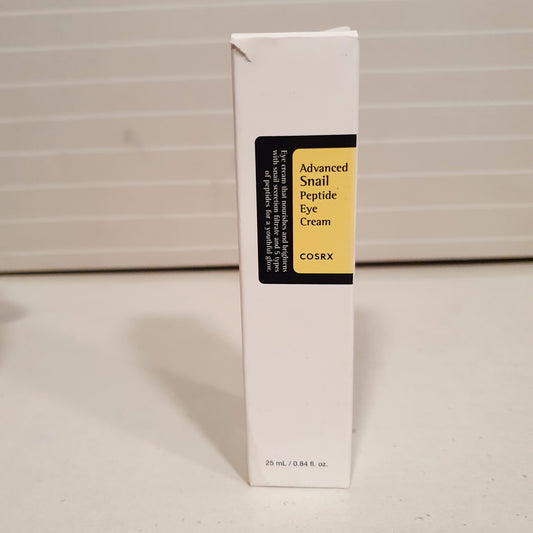 Advanced
Snail
Peptide
Eye
Cream
COSRX
Eye cream that nourishes and brightens
with snail secretion filtrate and 5 types
of peptides for a youthful glow.
25 mL / 0.84 fl. oz.